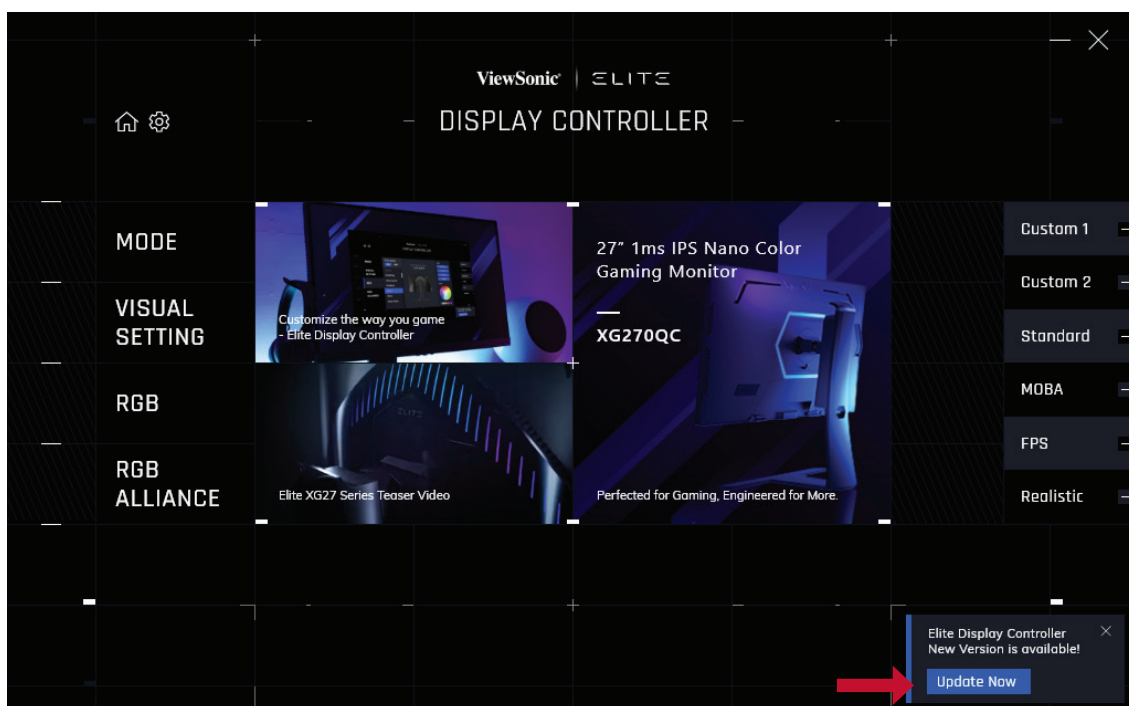 ViewSonic® | ELITE
DISPLAY CONTROLLER
MODE
VISUAL
SETTING
RGB
RGB
ALLIANCE
Customize the way you game
- Elite Display Controller
ELITE
Elite XG27 Series Teaser Video
27” 1ms IPS Nano Color
Gaming Monitor
XG270QC
Perfected for Gaming, Engineered for More.
Custom 1
Custom 2
Standard
MOBA
FPS
Realistic
Elite Display Controller
New Version is available!
Update Now